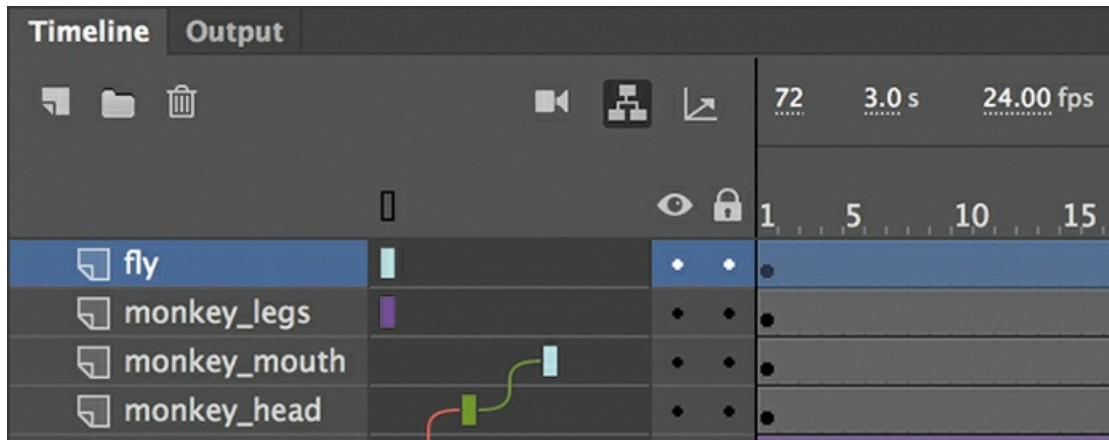 Timeline Output
72 3.0 s 24.00 fps
1 5 10 15
fly
monkey_legs
monkey_mouth
monkey_head